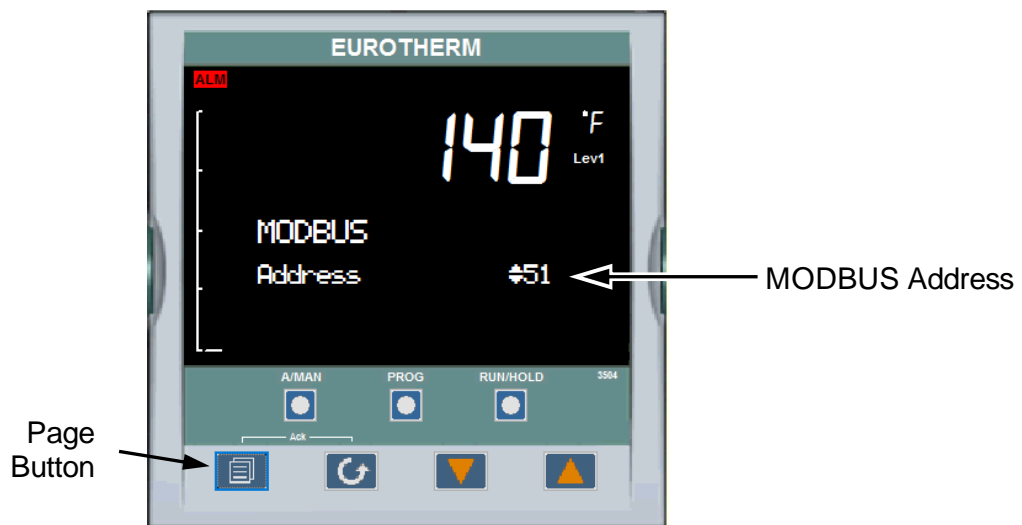 EUROTHERM
ALM
140 °F
Lev1
MODBUS
Address 51
MODBUS Address
A/MAN PROG RUN/HOLD 3504
Ack
Page
Button